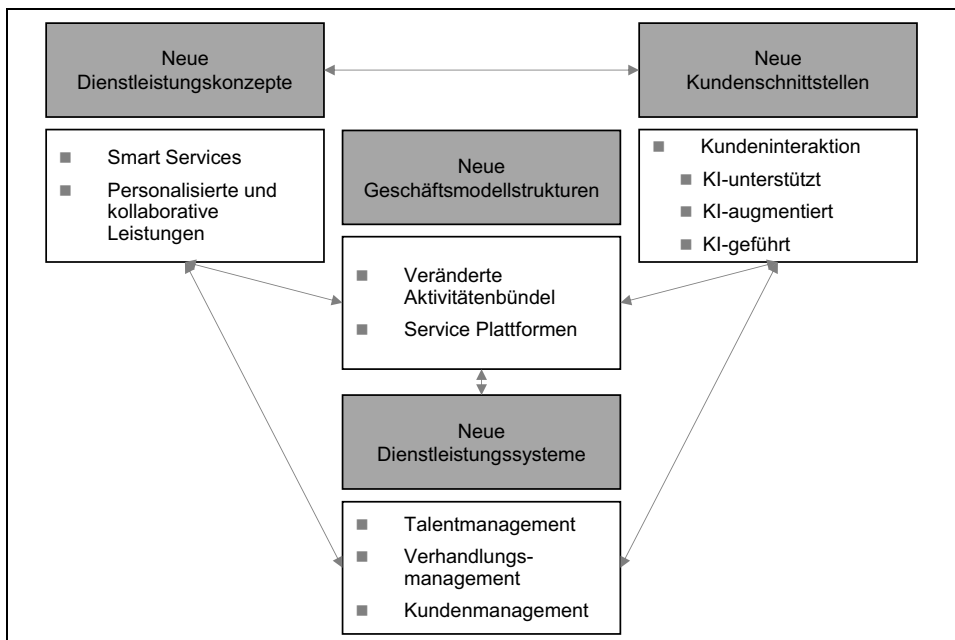 Neue
Dienstleistungskonzepte
Smart Services
Personalisierte und
kollaborative
Leistungen
Neue
Kundenschnittstellen
Kundeninteraktion
KI-unterstützt
KI-augmentiert
KI-geführt
Neue
Geschäftsmodellstrukturen
Veränderte
Aktivitätenbündel
Service Plattformen
Neue
Dienstleistungssysteme
Talentmanagement
Verhandlungs-
management
Kundenmanagement